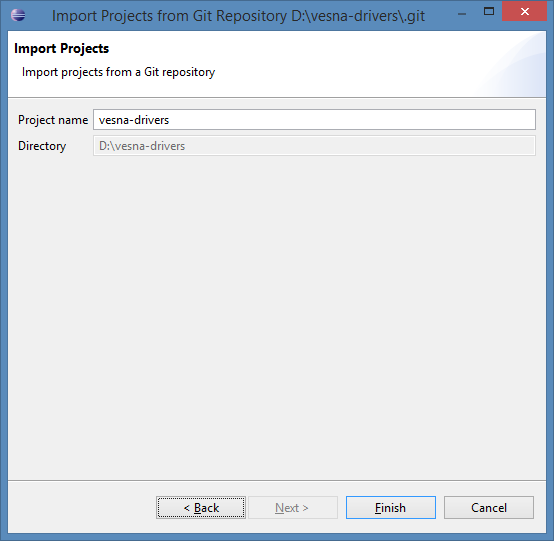 Import Projects from Git Repository D:\vesna-drivers\.git
Import Projects
Import projects from a Git repository
Project name vesna-drivers
Directory D:\vesna-drivers
< Back Next > Finish Cancel